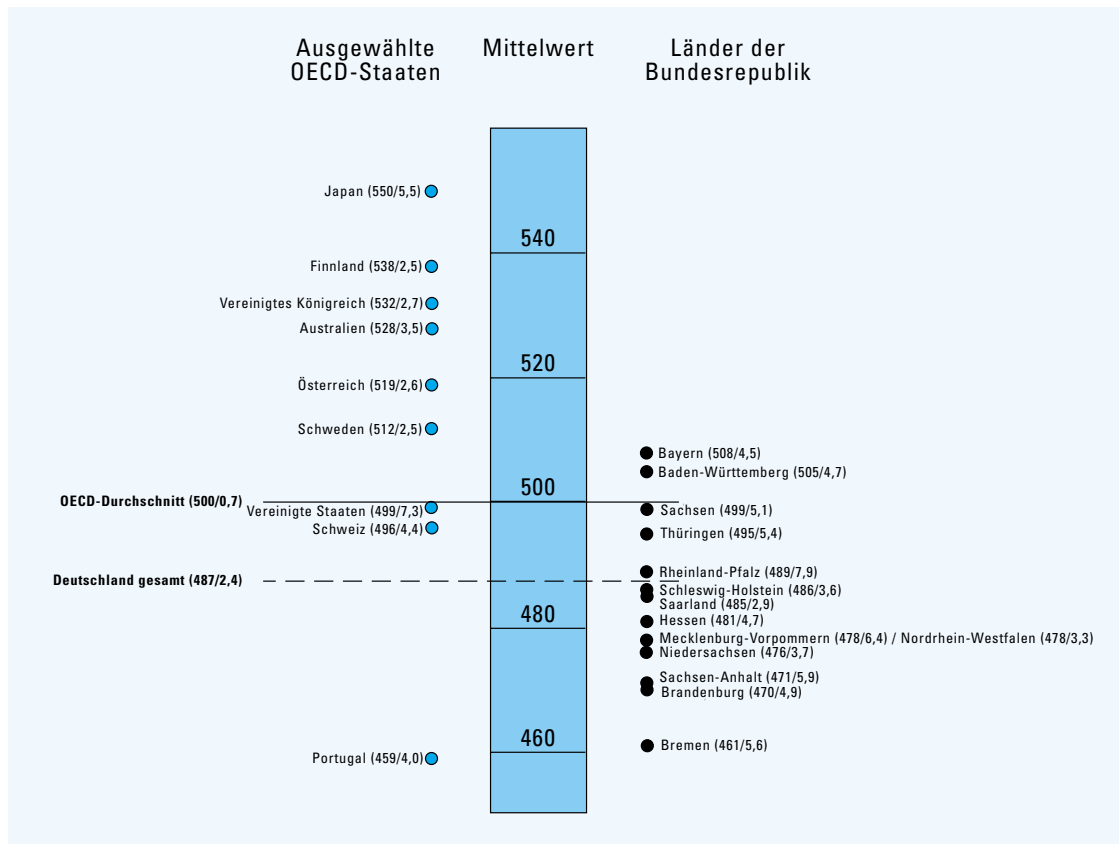 Ausgewählte
OECD-Staaten
Mittelwert
Länder der
Bundesrepublik
Japan (550/5,5)
540
Finnland (538/2,5)
Vereinigtes Königreich (532/2,7)
Australien (528/3,5)
520
Österreich (519/2,6)
Schweden (512/2,5)
Bayern (508/4,5)
Baden-Württemberg (505/4,7)
500
OECD-Durchschnitt (500/0,7)
Vereinigte Staaten (499/7,3)
Sachsen (499/5,1)
Schweiz (496/4,4)
Thüringen (495/5,4)
Rheinland-Pfalz (489/7,9)
Deutschland gesamt (487/2,4)
Schleswig-Holstein (486/3,6)
Saarland (485/2,9)
480
Hessen (481/4,7)
Mecklenburg-Vorpommern (478/6,4) / Nordrhein-Westfalen (478/3,3)
Niedersachsen (476/3,7)
Sachsen-Anhalt (471/5,9)
Brandenburg (470/4,9)
460
Bremen (461/5,6)
Portugal (459/4,0)